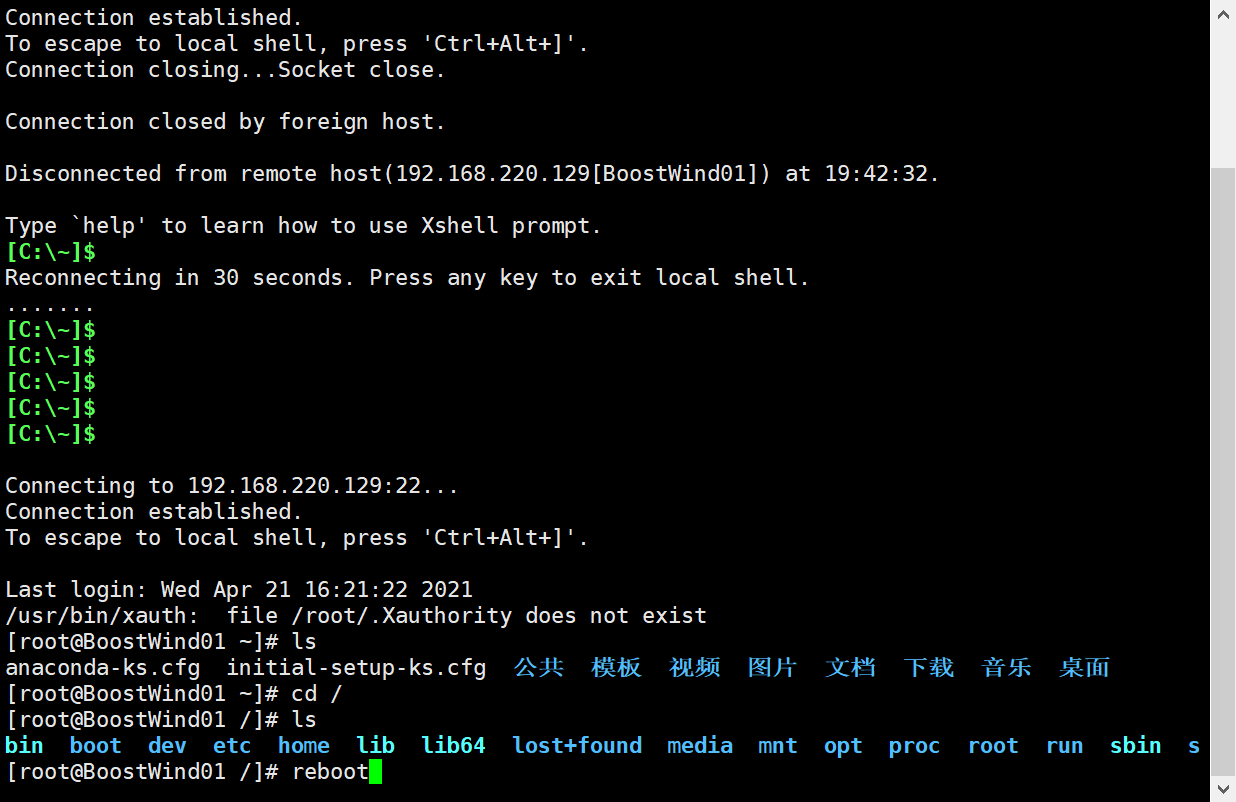 Connection established.
To escape to local shell, press 'Ctrl+Alt+]'.
Connection closing...Socket close.
Connection closed by foreign host.
Disconnected from remote host(192.168.220.129[BoostWind01]) at 19:42:32.
Type `help' to learn how to use Xshell prompt.
[C:\~]$
Reconnecting in 30 seconds. Press any key to exit local shell.
.......
[C:\~]$
[C:\~]$
[C:\~]$
[C:\~]$
[C:\~]$
Connecting to 192.168.220.129:22...
Connection established.
To escape to local shell, press 'Ctrl+Alt+]'.
Last login: Wed Apr 21 16:21:22 2021
/usr/bin/xauth:  file /root/.Xauthority does not exist
[root@BoostWind01 ~]# ls
anaconda-ks.cfg  initial-setup-ks.cfg  公共  模板  视频  图片  文档  下载  音乐  桌面
[root@BoostWind01 ~]# cd /
[root@BoostWind01 /]# ls
bin  boot  dev  etc  home  lib  lib64  lost+found  media  mnt  opt  proc  root  run  sbin  s
[root@BoostWind01 /]# reboot